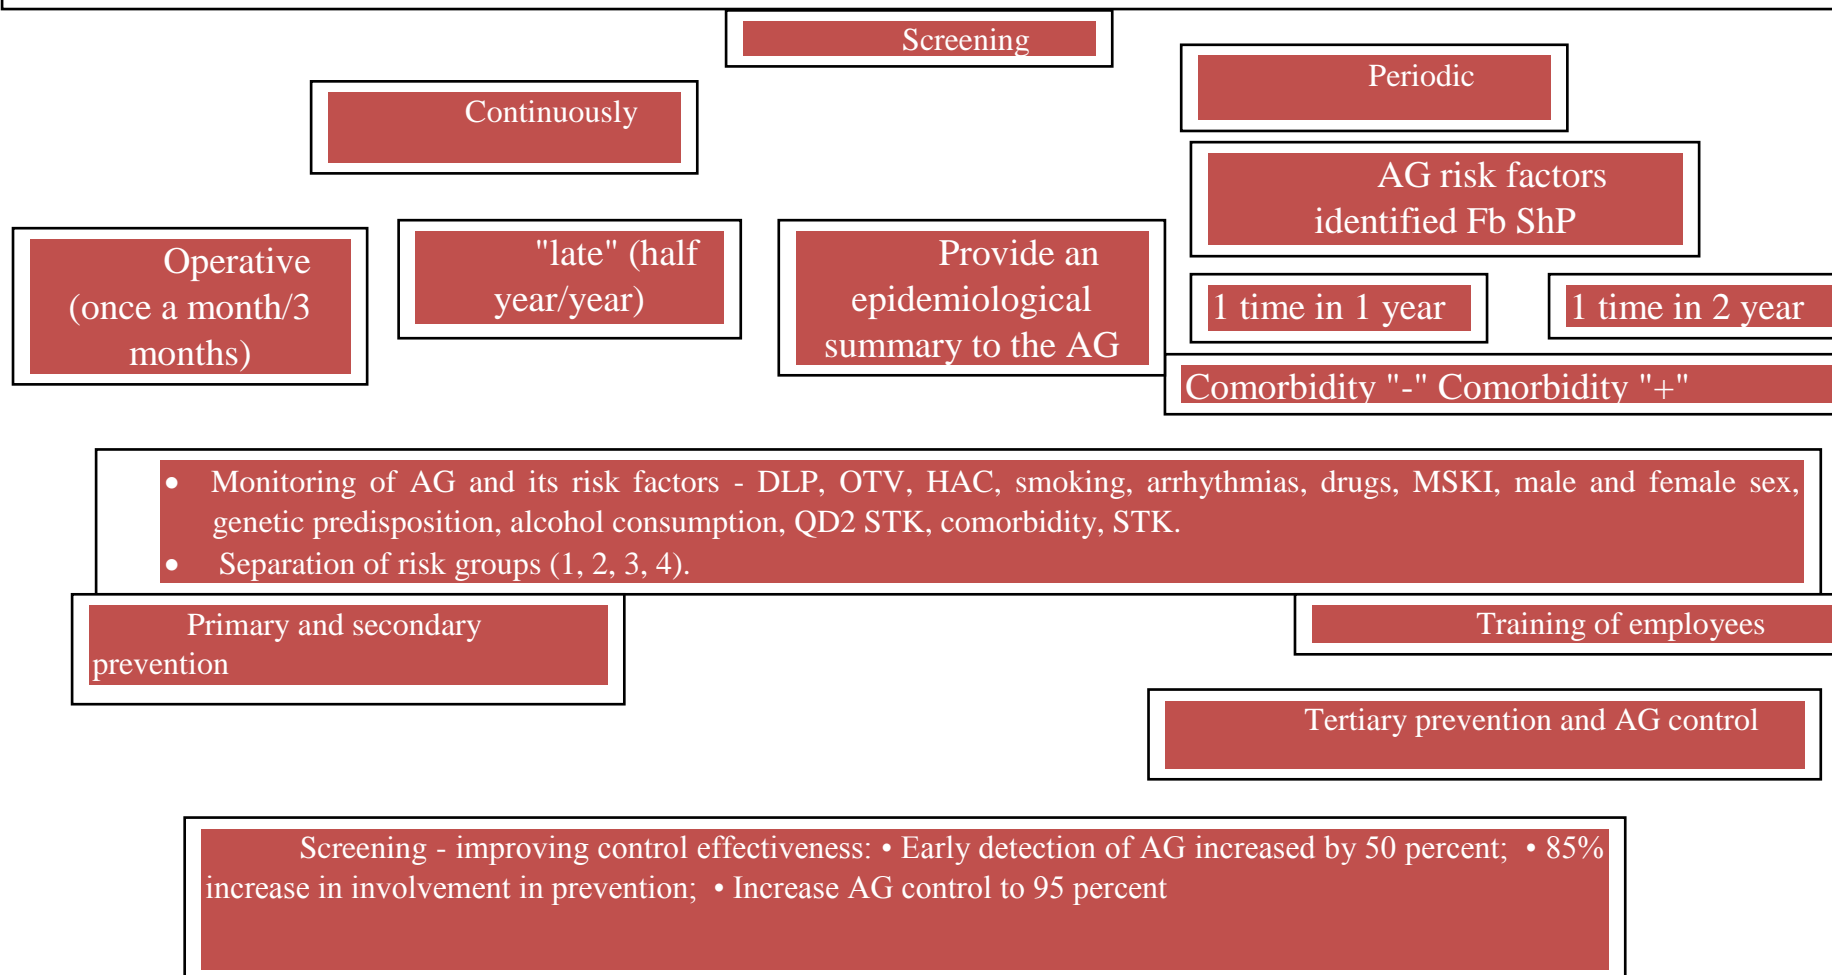 Screening
Periodic
Continuously
AG risk factors
identified Fb ShP
Operative
(once a month/3
months)
"late" (half
year/year)
Provide an
epidemiological
summary to the AG
1 time in 1 year
1 time in 2 year
Comorbidity "-" Comorbidity "+"
• Monitoring of AG and its risk factors - DLP, OTV, HAC, smoking, arrhythmias, drugs, MSKI, male and female sex,
genetic predisposition, alcohol consumption, QD2 STK, comorbidity, STK.
• Separation of risk groups (1, 2, 3, 4).
Primary and secondary
prevention
Training of employees
Tertiary prevention and AG control
Screening - improving control effectiveness: • Early detection of AG increased by 50 percent; • 85%
increase in involvement in prevention; • Increase AG control to 95 percent